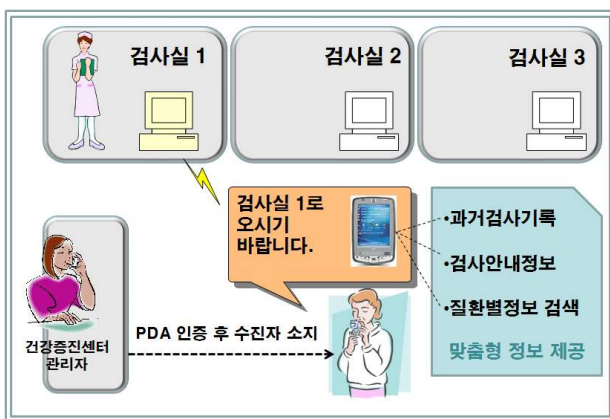 검사실 1
검사실 2
검사실 3
검사실 1로
오시기
바랍니다.
•과거검사기록
•검사안내정보
•질환별정보 검색
맞춤형 정보 제공
PDA 인증 후 수진자 소지
건강증진센터
관리자